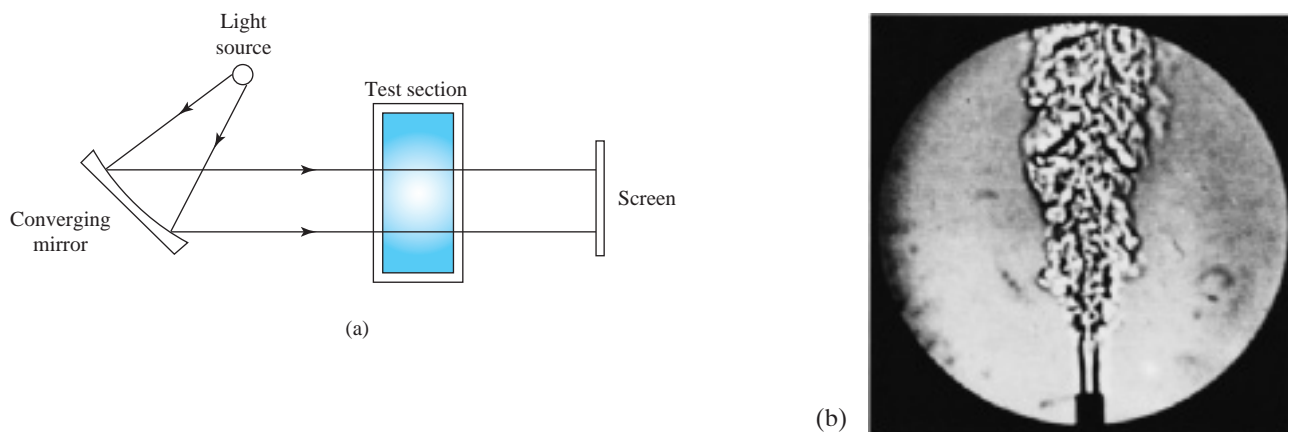 Light
source
Test section
Screen
Converging
mirror
(a)
(b)